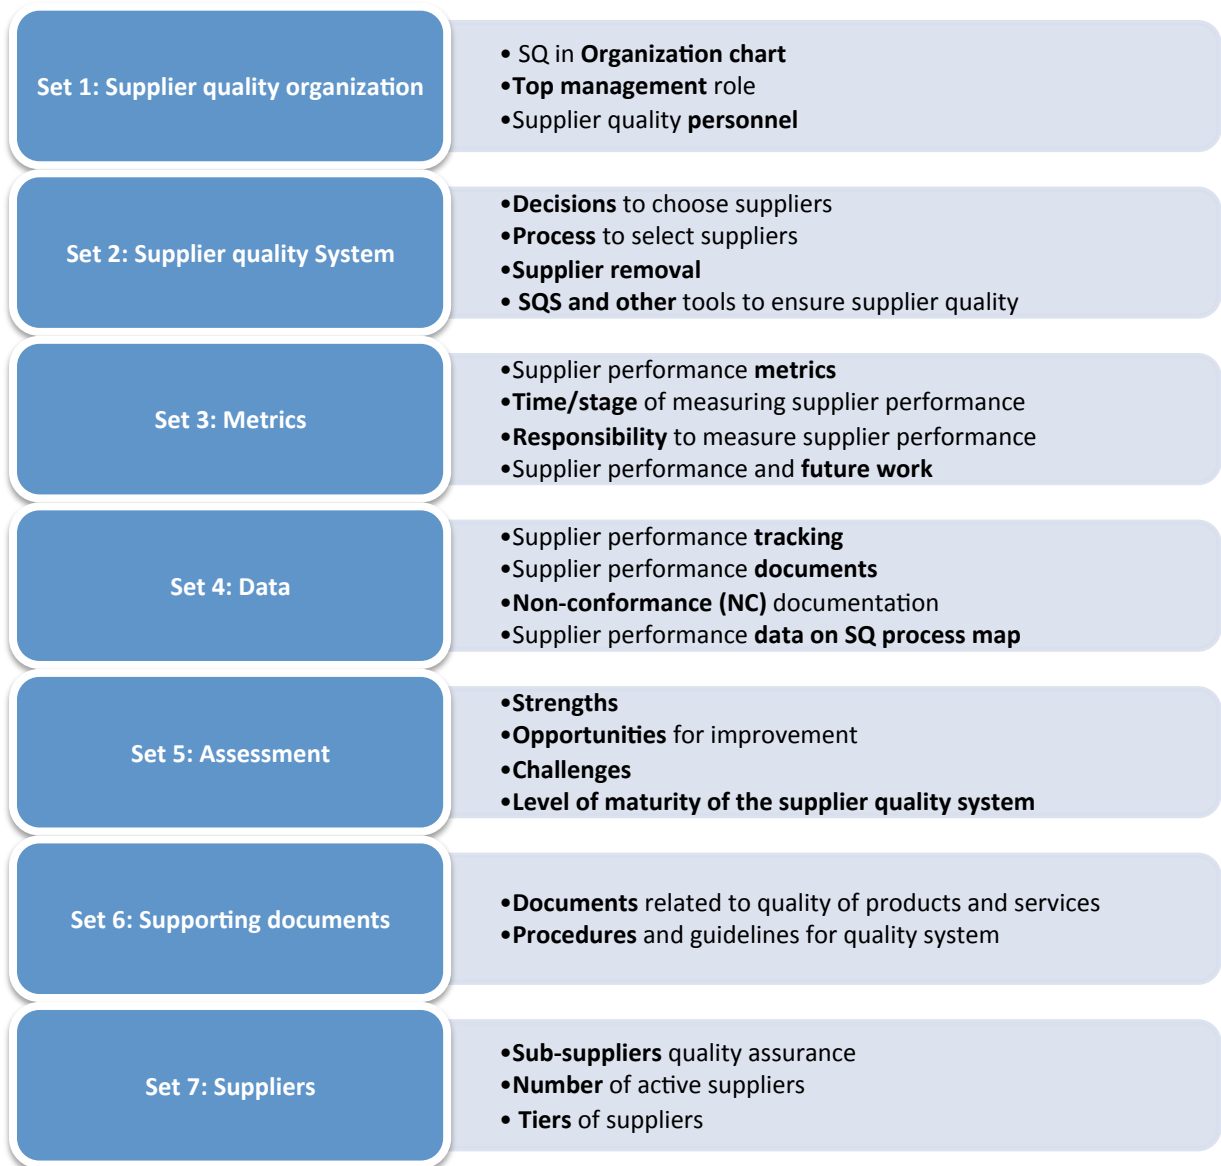 Set 1: Supplier quality organization
• SQ in Organization chart
•Top management role
•Supplier quality personnel
Set 2: Supplier quality System
•Decisions to choose suppliers
•Process to select suppliers
•Supplier removal
• SQS and other tools to ensure supplier quality
Set 3: Metrics
•Supplier performance metrics
•Time/stage of measuring supplier performance
•Responsibility to measure supplier performance
•Supplier performance and future work
Set 4: Data
•Supplier performance tracking
•Supplier performance documents
•Non-conformance (NC) documentation
•Supplier performance data on SQ process map
Set 5: Assessment
•Strengths
•Opportunities for improvement
•Challenges
•Level of maturity of the supplier quality system
Set 6: Supporting documents
•Documents related to quality of products and services
•Procedures and guidelines for quality system
Set 7: Suppliers
•Sub-suppliers quality assurance
•Number of active suppliers
• Tiers of suppliers